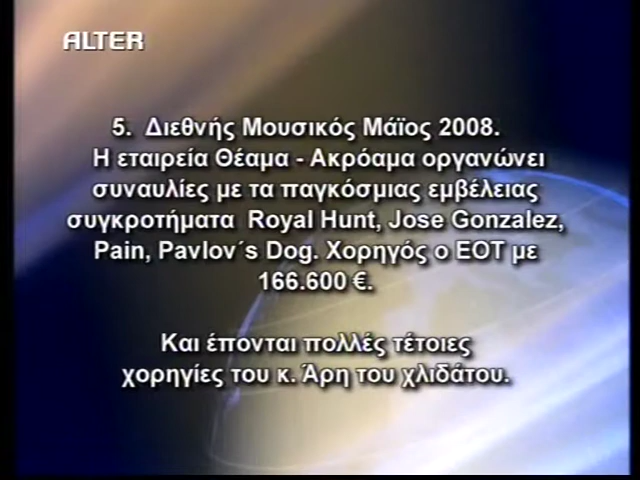 ALTER
5. Διεθνής Μουσικός Μάϊος 2008.
Η εταιρεία Θέαμα - Ακρόαμα οργανώνει
συναυλίες με τα παγκόσμιας εμβέλειας
συγκροτήματα Royal Hunt, Jose Gonzalez,
Pain, Pavlov΄s Dog. Χορηγός ο ΕΟΤ με
166.600 €.
Και έπονται πολλές τέτοιες
χορηγίες του κ. Άρη του χλιδάτου.